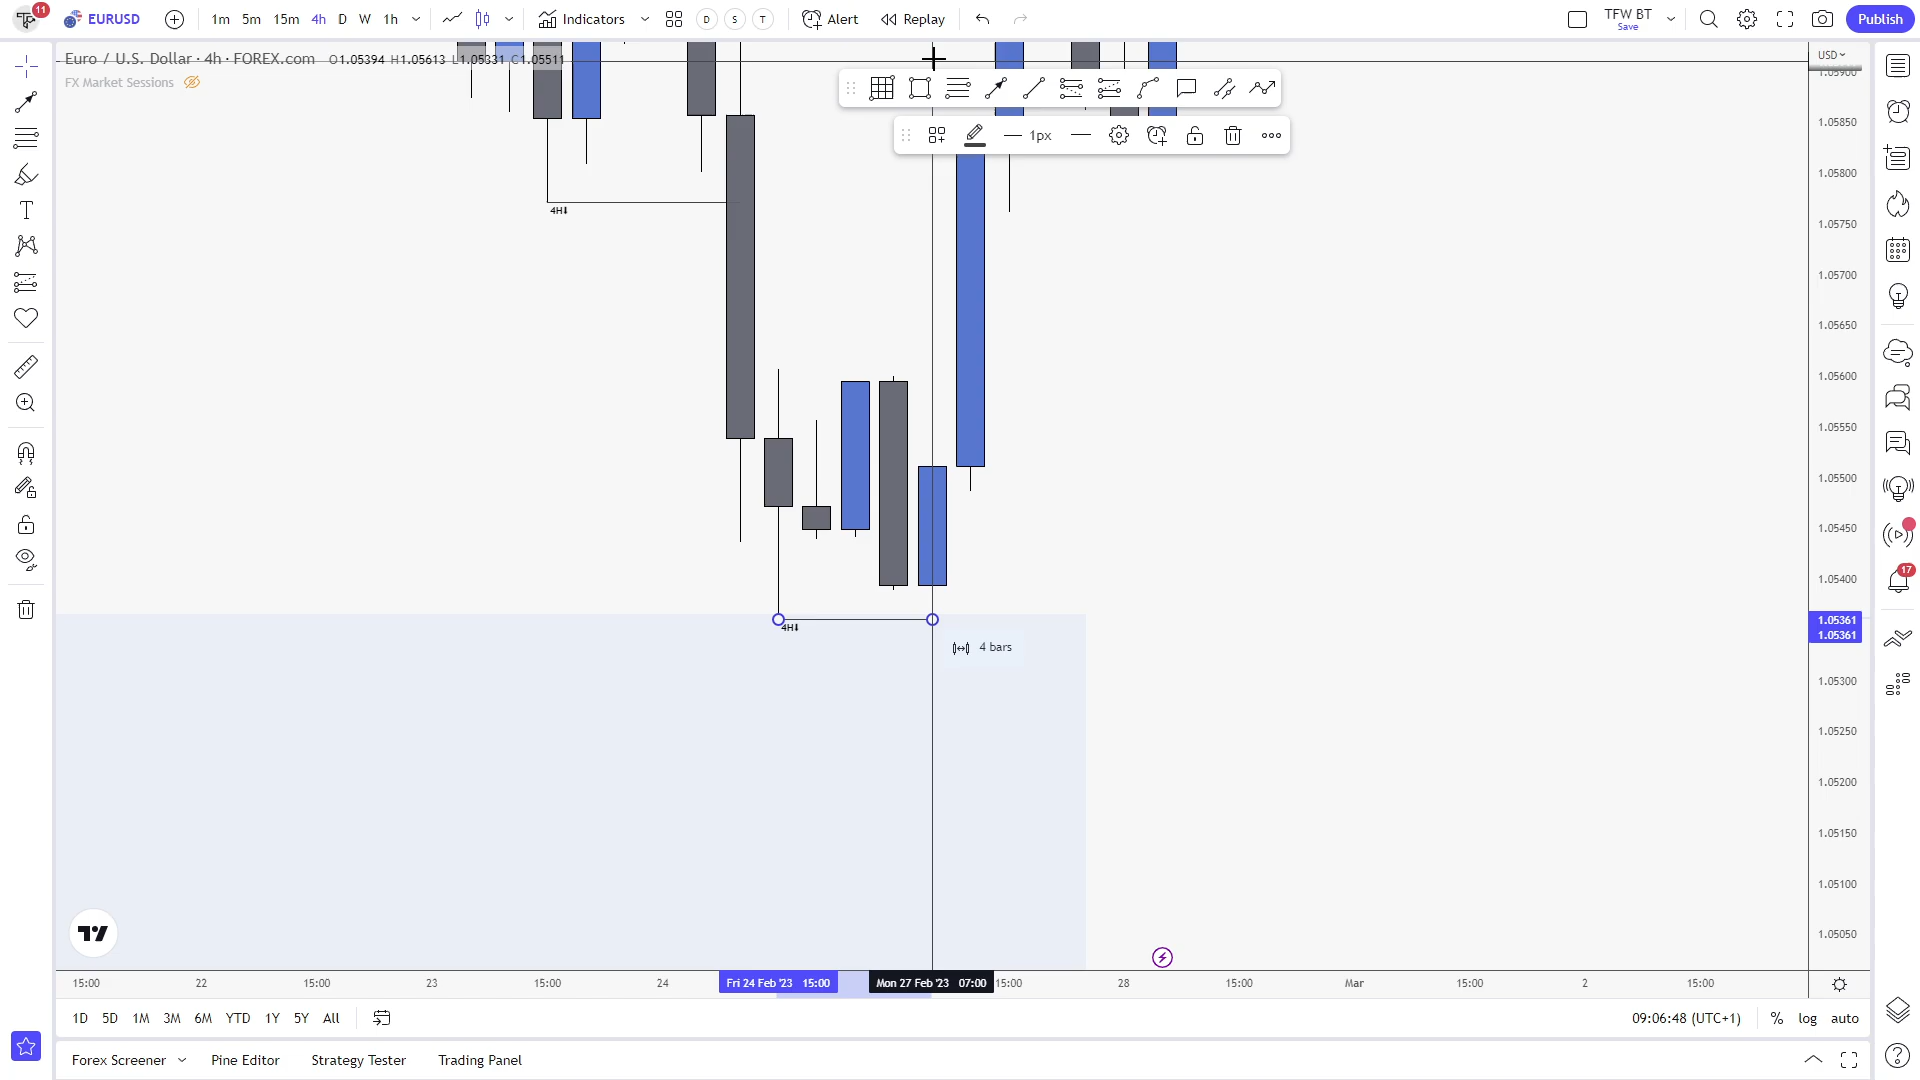 11
EURUSD
1m
5m
15m
4h
D
W
1h
Indicators
D
S
T
Alert
Replay
TFW BT
Save
Publish
Euro / U.S. Dollar · 4h · FOREX.com
O1.05394 H1.05613 L1.05331 C1.05511
FX Market Sessions
USD
1px
4H⬇
4H⬇
4 bars
1.05900
1.05850
1.05800
1.05750
1.05700
1.05650
1.05600
1.05550
1.05500
1.05450
1.05400
1.05361
1.05361
1.05300
1.05250
1.05200
1.05150
1.05100
1.05050
17
15:00
22
15:00
23
15:00
24
Fri 24 Feb '23 15:00
Mon 27 Feb '23 07:00
15:00
28
15:00
Mar
15:00
2
15:00
1D
5D
1M
3M
6M
YTD
1Y
5Y
All
09:06:48 (UTC+1)
%
log
auto
Forex Screener
Pine Editor
Strategy Tester
Trading Panel